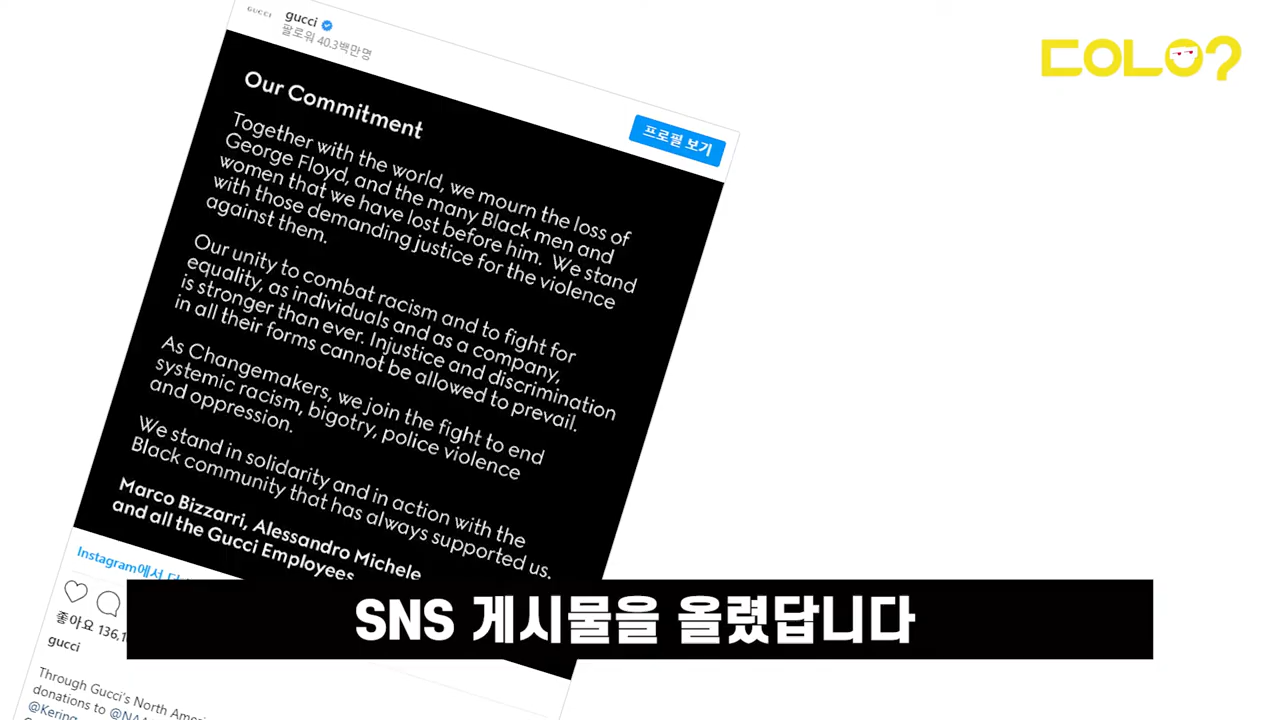 GUCCI
gucci
팔로워 40.3백만명
프로필 보기
Our Commitment
Together with the world, we mourn the loss of
George Floyd, and the many Black men and
women that we have lost before him. We stand
with those demanding justice for the violence
against them.
Our unity to combat racism and to fight for
equality, as individuals and as a company,
is stronger than ever. Injustice and discrimination
in all their forms cannot be allowed to prevail.
As Changemakers, we join the fight to end
systemic racism, bigotry, police violence
and oppression.
We stand in solidarity and in action with the
Black community that has always supported us.
Marco Bizzarri, Alessandro Michele
and all the Gucci Employees
Instagram에서
좋아요 136,1
gucci
Through Gucci's North Ameri
donations to @NAA
@Kering
SNS 게시물을 올렸답니다